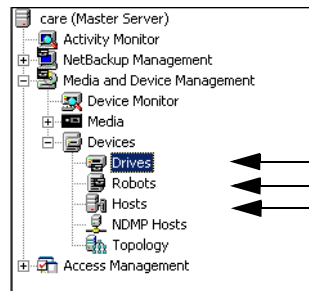 care (Master Server)
Activity Monitor
NetBackup Management
Media and Device Management
Device Monitor
Media
Devices
Drives
Robots
Hosts
NDMP Hosts
Topology
Access Management